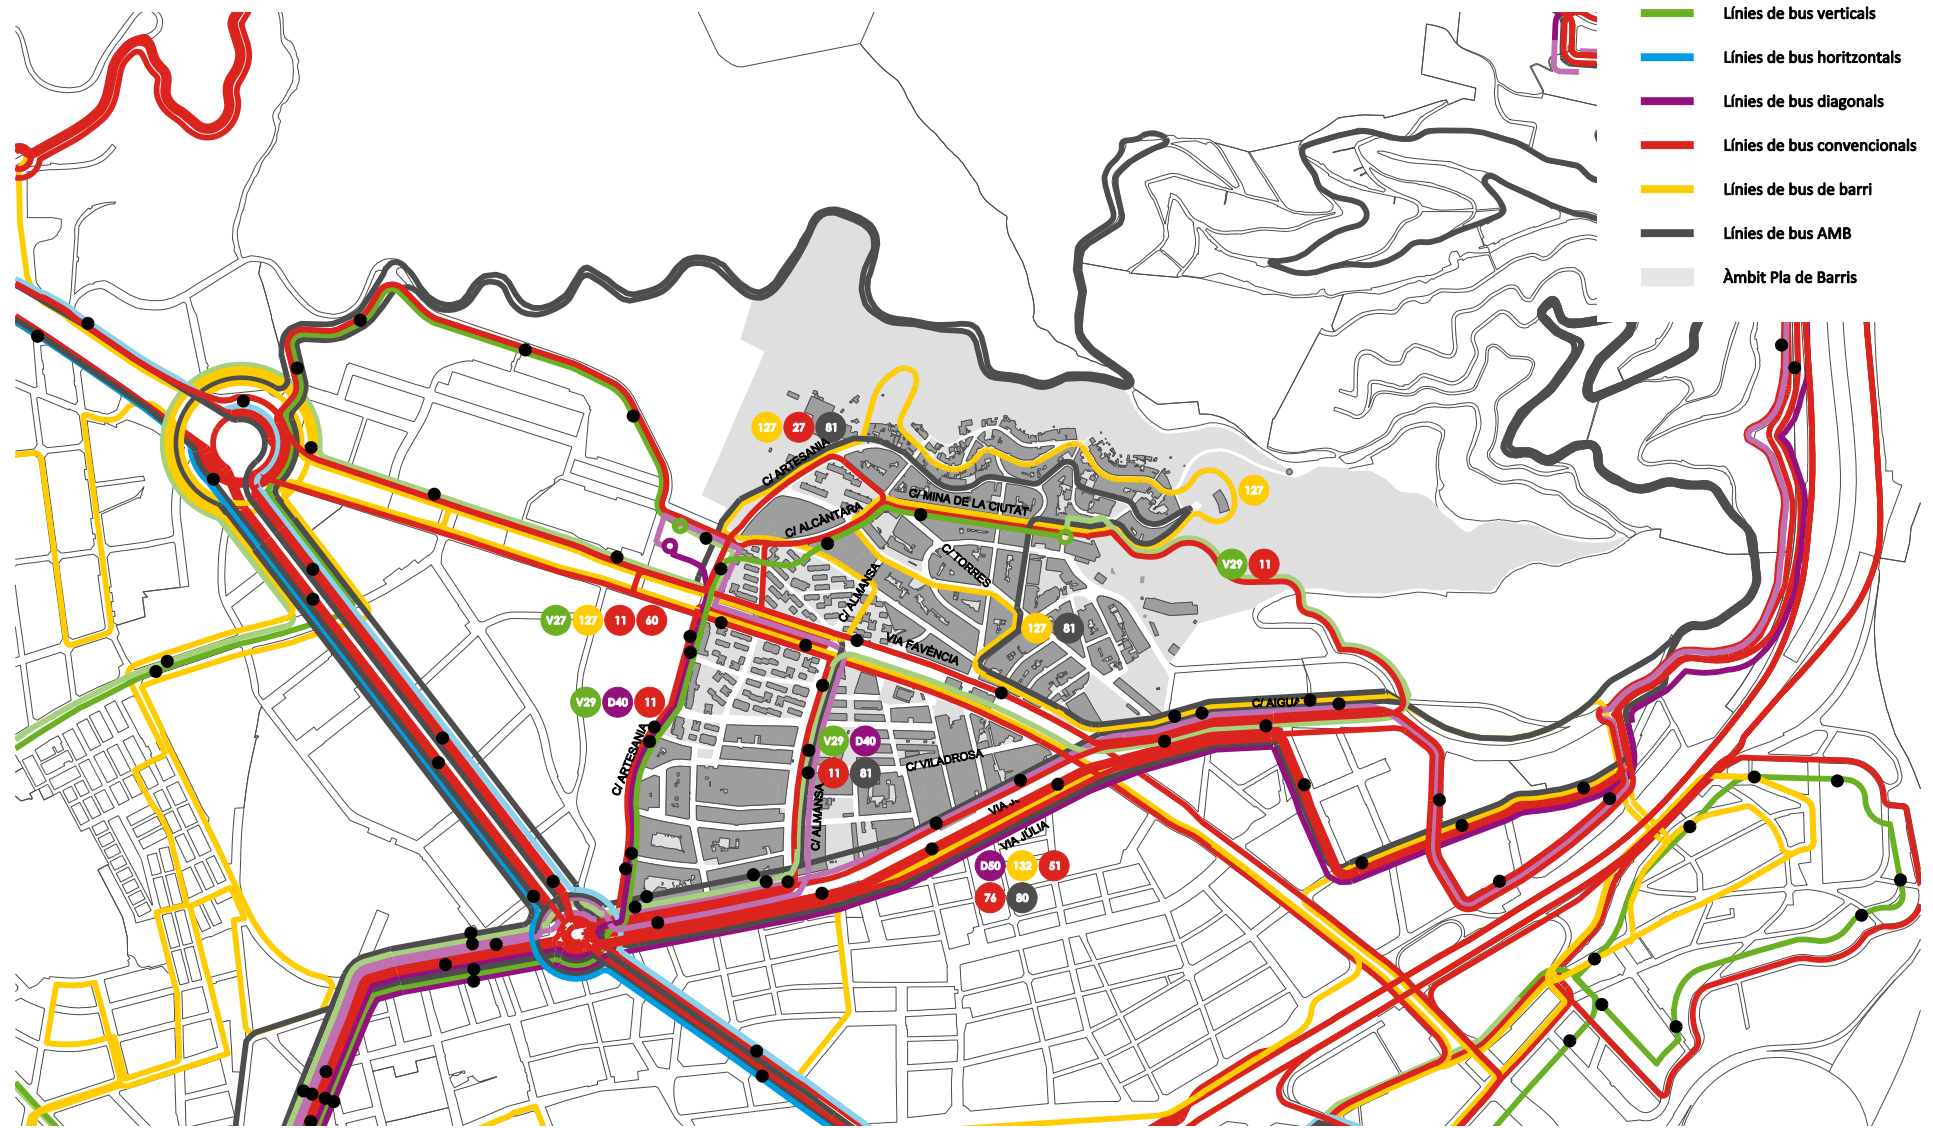 Línies de bus verticals
Línies de bus horitzontals
Línies de bus diagonals
Línies de bus convencionals
Línies de bus de barri
Línies de bus AMB
Àmbit Pla de Barris
127 27 81
C/ ARTESANIA
C/ MINA DE LA CIUTAT
127
C/ ALCÀNTARA
C/ TORRES
V29 11
C/ ALMANSA
V27 127 11 60
127 81
VIA FAVÈNCIA
V29 D40 11
C/ AIGUA
C/ ARTESANIA
V29 D40
11 81
C/ VILADROSA
C/ ALMANSA
VIA J
VIA JÚLIA
D50 132 51
76 80